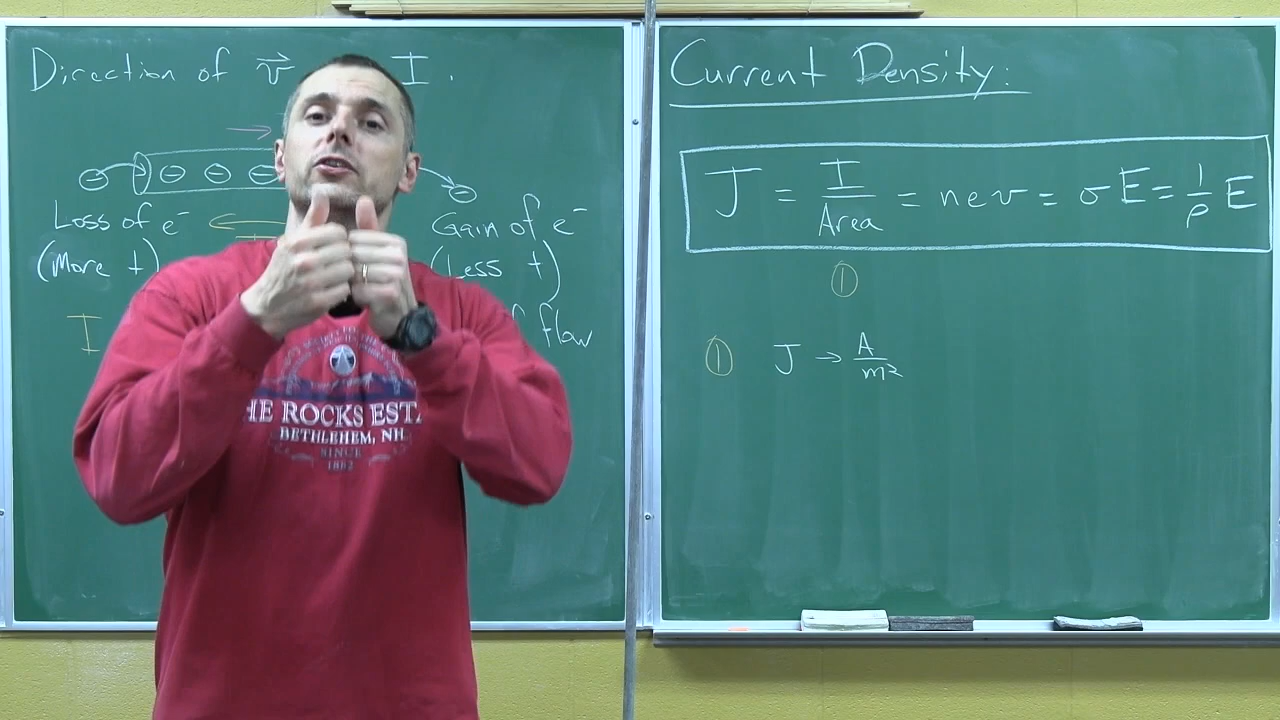 Direction of v⃗ I.
⊖ ⊖ ⊖ ⊖ ⊖
Loss of e⁻
(More +)
Gain of e⁻
(Less +)
I
flow
HE ROCKS ESTA
BETHLEHEM, NH
SINCE
1882
Current Density:
J = I/Area = nev = σE = 1/ρ E
①
① J → A/m²